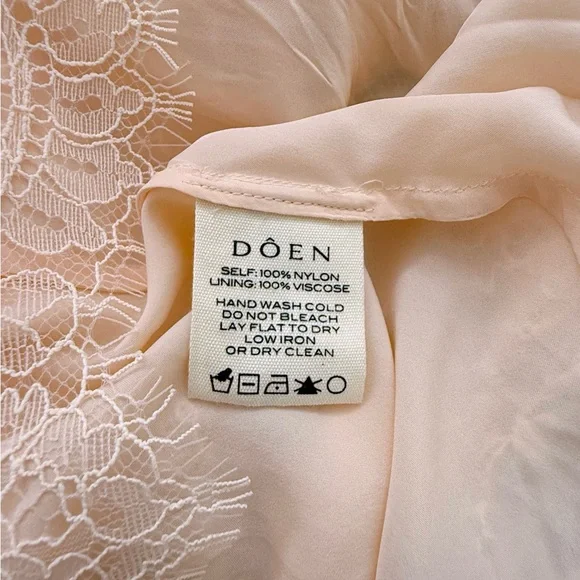 DÔEN
SELF: 100% NYLON
LINING: 100% VISCOSE
HAND WASH COLD
DO NOT BLEACH
LAY FLAT TO DRY
LOW IRON
OR DRY CLEAN